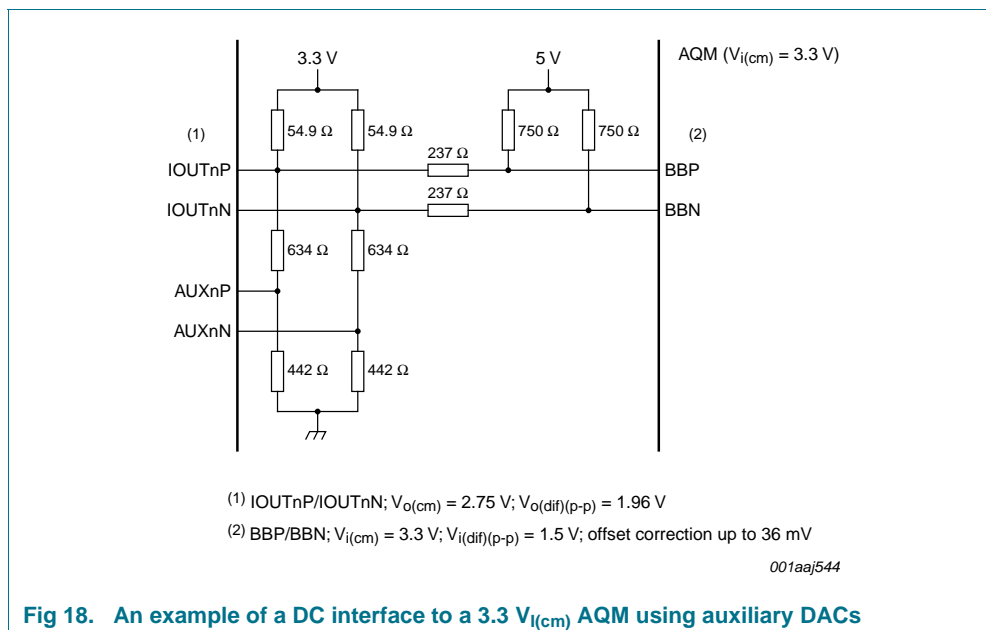 3.3 V
5 V
AQM (Vi(cm) = 3.3 V)
(1)
54.9 Ω
54.9 Ω
750 Ω
750 Ω
(2)
237 Ω
IOUTnP
BBP
237 Ω
IOUTnN
BBN
634 Ω
634 Ω
AUXnP
AUXnN
442 Ω
442 Ω
(1) IOUTnP/IOUTnN; Vo(cm) = 2.75 V; Vo(dif)(p-p) = 1.96 V
(2) BBP/BBN; Vi(cm) = 3.3 V; Vi(dif)(p-p) = 1.5 V; offset correction up to 36 mV
001aaj544
Fig 18. An example of a DC interface to a 3.3 VI(cm) AQM using auxiliary DACs